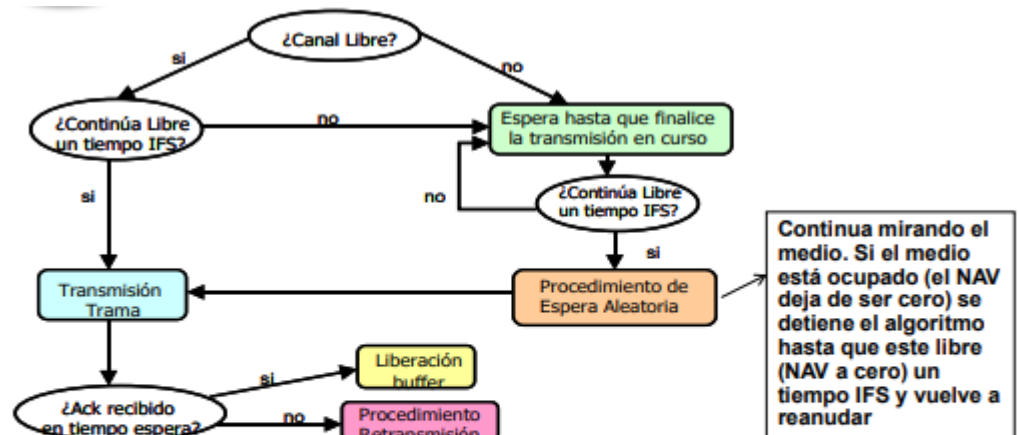 ¿Canal Libre?
si
no
¿Continúa Libre
un tiempo IFS?
no
Espera hasta que finalice
la transmisión en curso
si
no
¿Continúa Libre
un tiempo IFS?
si
Transmisión
Trama
Procedimiento de
Espera Aleatoria
Continua mirando el
medio. Si el medio
está ocupado (el NAV
deja de ser cero) se
detiene el algoritmo
hasta que este libre
(NAV a cero) un
tiempo IFS y vuelve a
reanudar
si
Liberación
buffer
¿Ack recibido
en tiempo espera?
no
Procedimiento
Retransmisión